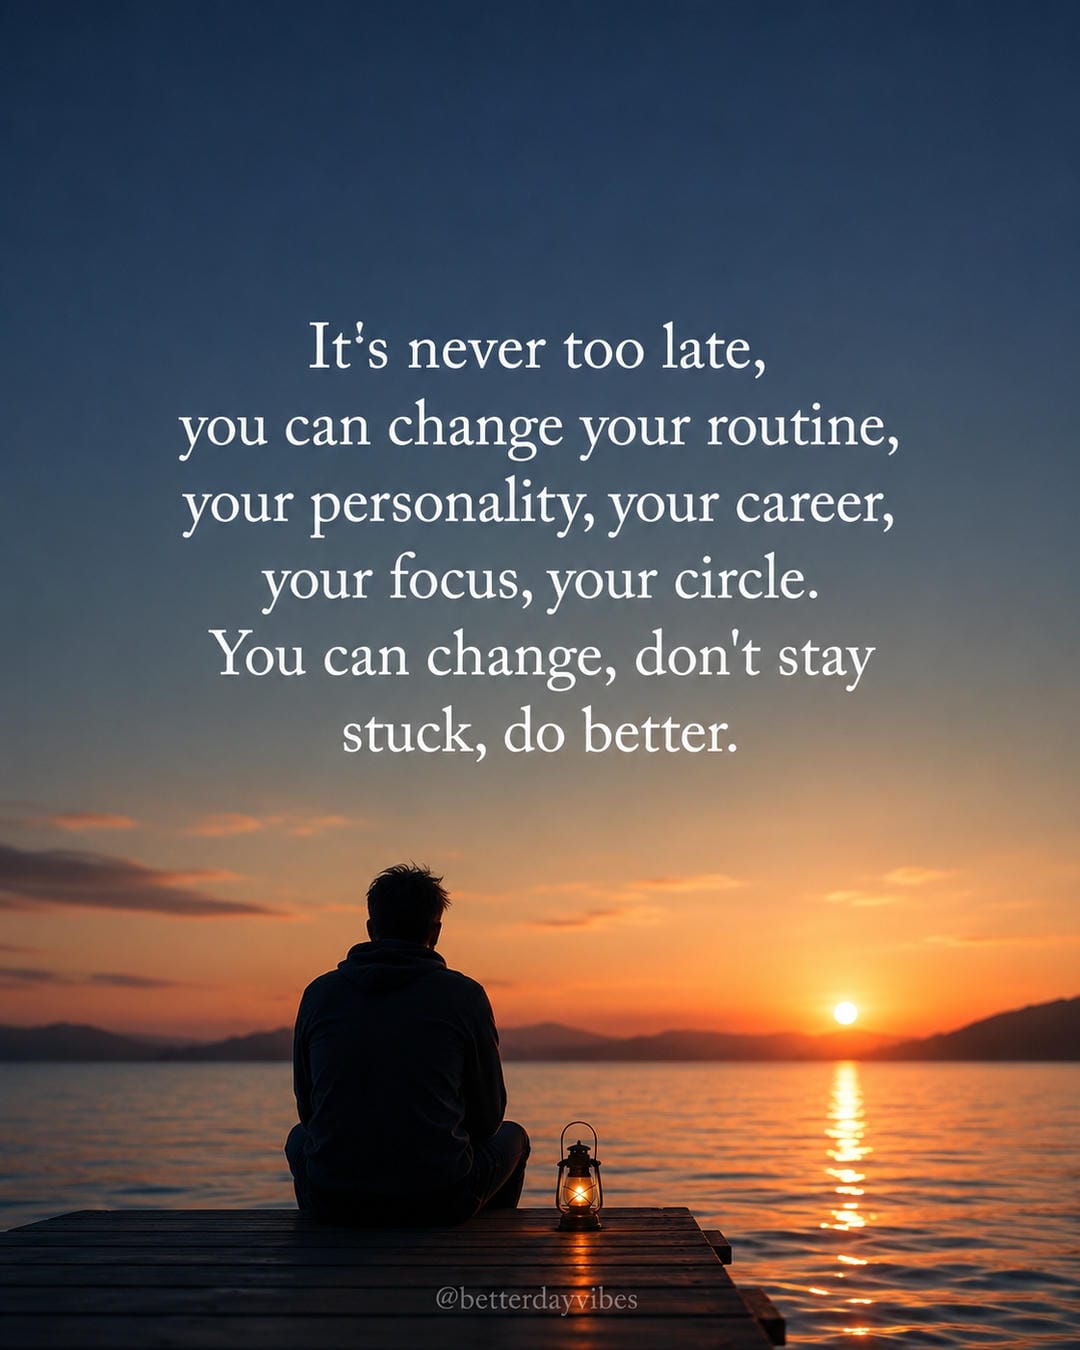 It's never too late,
you can change your routine,
your personality, your career,
your focus, your circle.
You can change, don't stay
stuck, do better.
@betterdayvibes